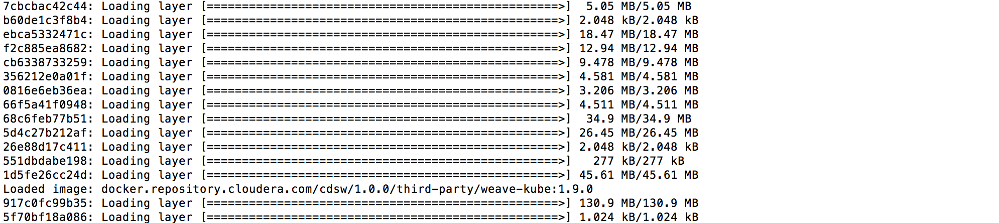 7cbcbac42c44: Loading layer [==================================================>]  5.05 MB/5.05 MB
b60de1c3f8b4: Loading layer [==================================================>] 2.048 kB/2.048 kB
ebca5332471c: Loading layer [==================================================>] 18.47 MB/18.47 MB
f2c885ea8682: Loading layer [==================================================>] 12.94 MB/12.94 MB
cb6338733259: Loading layer [==================================================>] 9.478 MB/9.478 MB
356212e0a01f: Loading layer [==================================================>] 4.581 MB/4.581 MB
0816e6eb36ea: Loading layer [==================================================>] 3.206 MB/3.206 MB
66f5a41f0948: Loading layer [==================================================>] 4.511 MB/4.511 MB
68c6feb77b51: Loading layer [==================================================>]  34.9 MB/34.9 MB
5d4c27b212af: Loading layer [==================================================>] 26.45 MB/26.45 MB
26e88d17c411: Loading layer [==================================================>] 2.048 kB/2.048 kB
551dbdabe198: Loading layer [==================================================>]   277 kB/277 kB
1d5fe26cc24d: Loading layer [==================================================>] 45.61 MB/45.61 MB
Loaded image: docker.repository.cloudera.com/cdsw/1.0.0/third-party/weave-kube:1.9.0
917c0fc99b35: Loading layer [==================================================>] 130.9 MB/130.9 MB
5f70bf18a086: Loading layer [==================================================>] 1.024 kB/1.024 kB